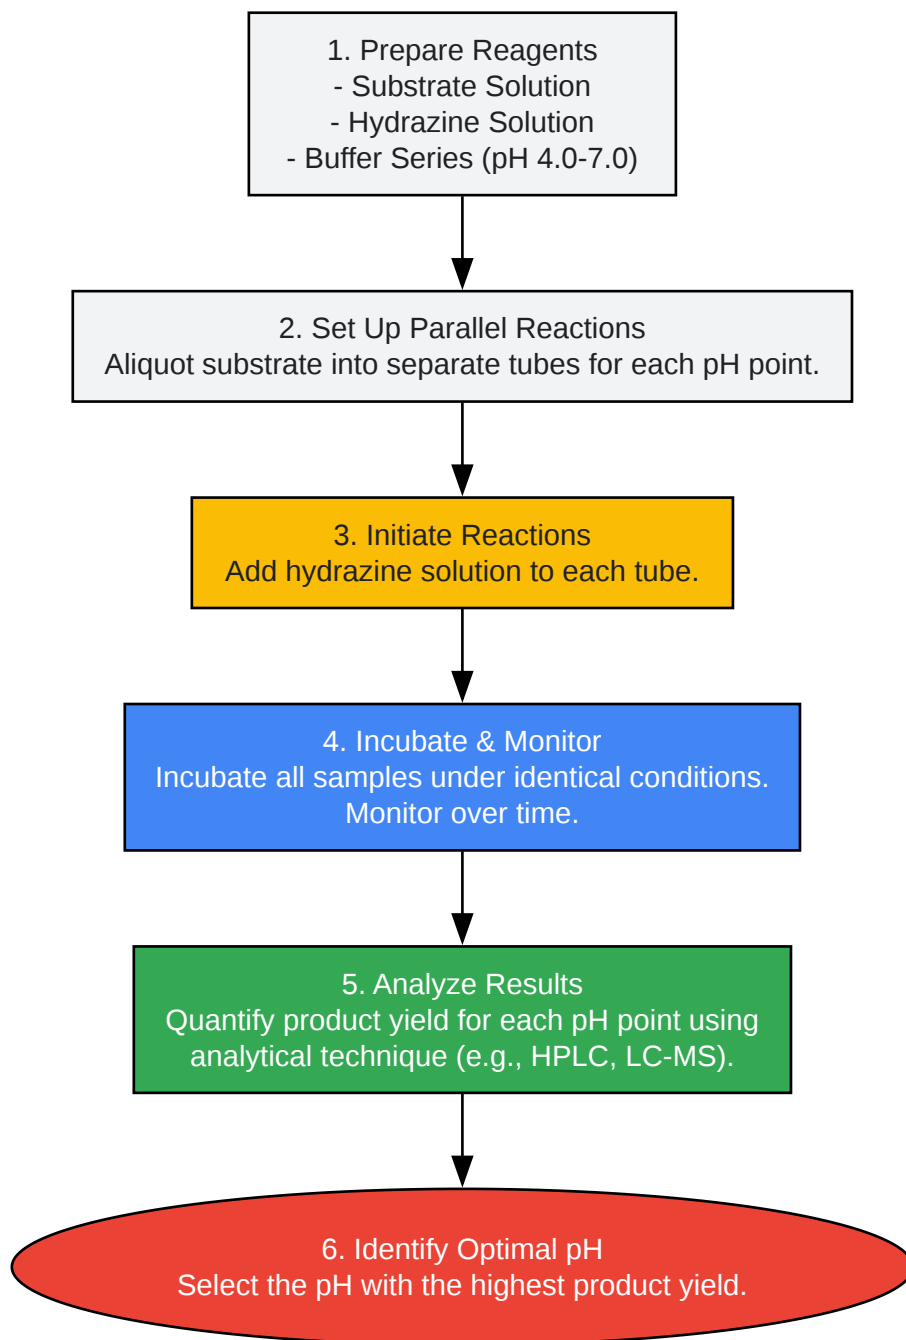 1. Prepare Reagents
- Substrate Solution
- Hydrazine Solution
- Buffer Series (pH 4.0-7.0)
2. Set Up Parallel Reactions
Aliquot substrate into separate tubes for each pH point.
3. Initiate Reactions
Add hydrazine solution to each tube.
4. Incubate & Monitor
Incubate all samples under identical conditions.
Monitor over time.
5. Analyze Results
Quantify product yield for each pH point using
analytical technique (e.g., HPLC, LC-MS).
6. Identify Optimal pH
Select the pH with the highest product yield.